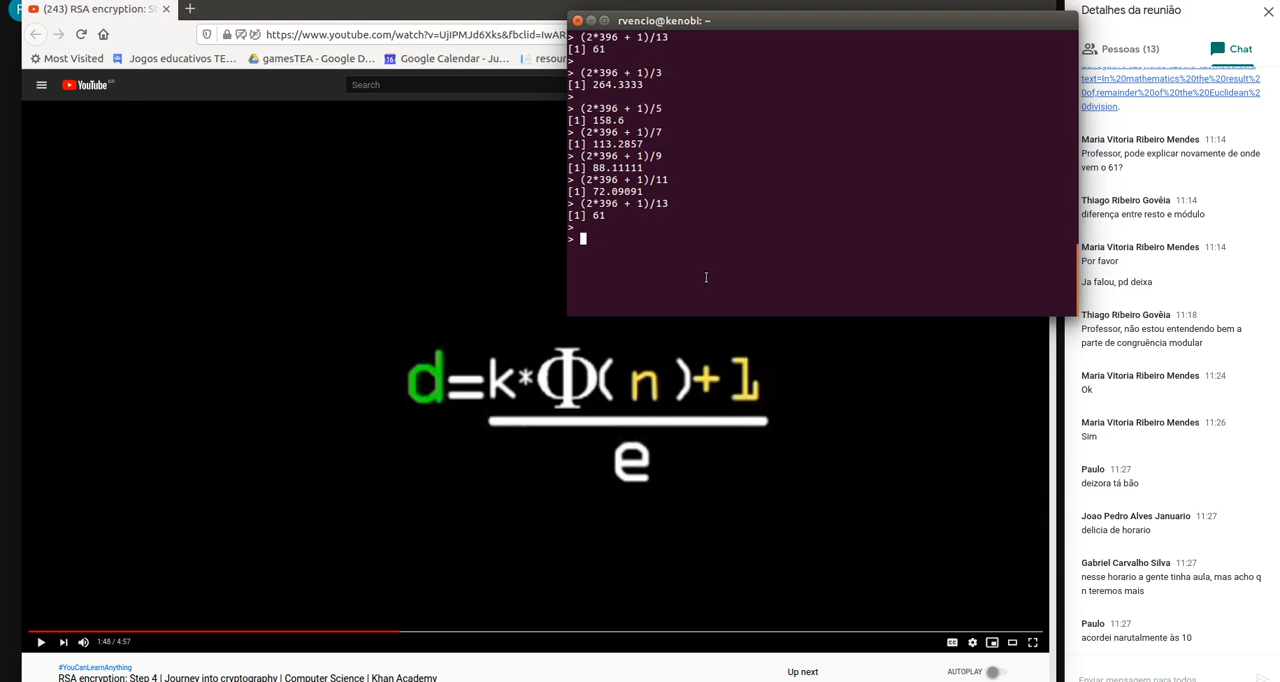 (243) RSA encryption: St
https://www.youtube.com/watch?v=UjIPMJd6Xks&fbclid=IwAR
Most Visited
Jogos educativos TE...
gamesTEA - Google D...
Google Calendar - Ju...
resour
YouTube BR
Search
rvencio@kenobi: ~
> (2*396 + 1)/13
[1] 61
>
> (2*396 + 1)/3
[1] 264.3333
>
> (2*396 + 1)/5
[1] 158.6
> (2*396 + 1)/7
[1] 113.2857
> (2*396 + 1)/9
[1] 88.11111
> (2*396 + 1)/11
[1] 72.09091
> (2*396 + 1)/13
[1] 61
>
>
d=k*Φ(n)+1
e
1:48 / 4:57
#YouCanLearnAnything
RSA encryption: Step 4 | Journey into cryptography | Computer Science | Khan Academy
Up next
AUTOPLAY
Detalhes da reunião
Pessoas (13)
Chat
text=In%20mathematics%20the%20result%2
0of,remainder%20of%20the%20Euclidean%2
0division.
Maria Vitoria Ribeiro Mendes 11:14
Professor, pode explicar novamente de onde
vem o 61?
Thiago Ribeiro Govêia 11:14
diferença entre resto e módulo
Maria Vitoria Ribeiro Mendes 11:14
Por favor
Ja falou, pd deixa
Thiago Ribeiro Govêia 11:18
Professor, não estou entendendo bem a
parte de congruência modular
Maria Vitoria Ribeiro Mendes 11:24
Ok
Maria Vitoria Ribeiro Mendes 11:26
Sim
Paulo 11:27
deizora tá bão
Joao Pedro Alves Januario 11:27
delicia de horario
Gabriel Carvalho Silva 11:27
nesse horario a gente tinha aula, mas acho q
n teremos mais
Paulo 11:27
acordei narutalmente às 10
Enviar mensagem para todos